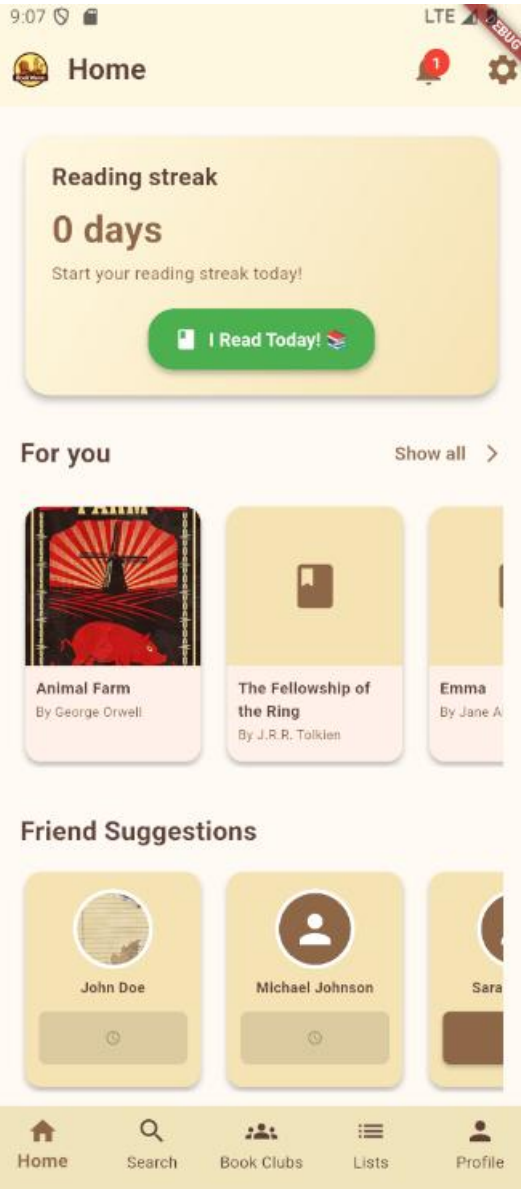 9:07
LTE
DEBUG
Home
1
Reading streak
0 days
Start your reading streak today!
I Read Today! 📚
For you
Show all
FARM
Animal Farm
By George Orwell
The Fellowship of
the Ring
By J.R.R. Tolkien
Emma
By Jane A
Friend Suggestions
John Doe
Michael Johnson
Sara
Home
Search
Book Clubs
Lists
Profile